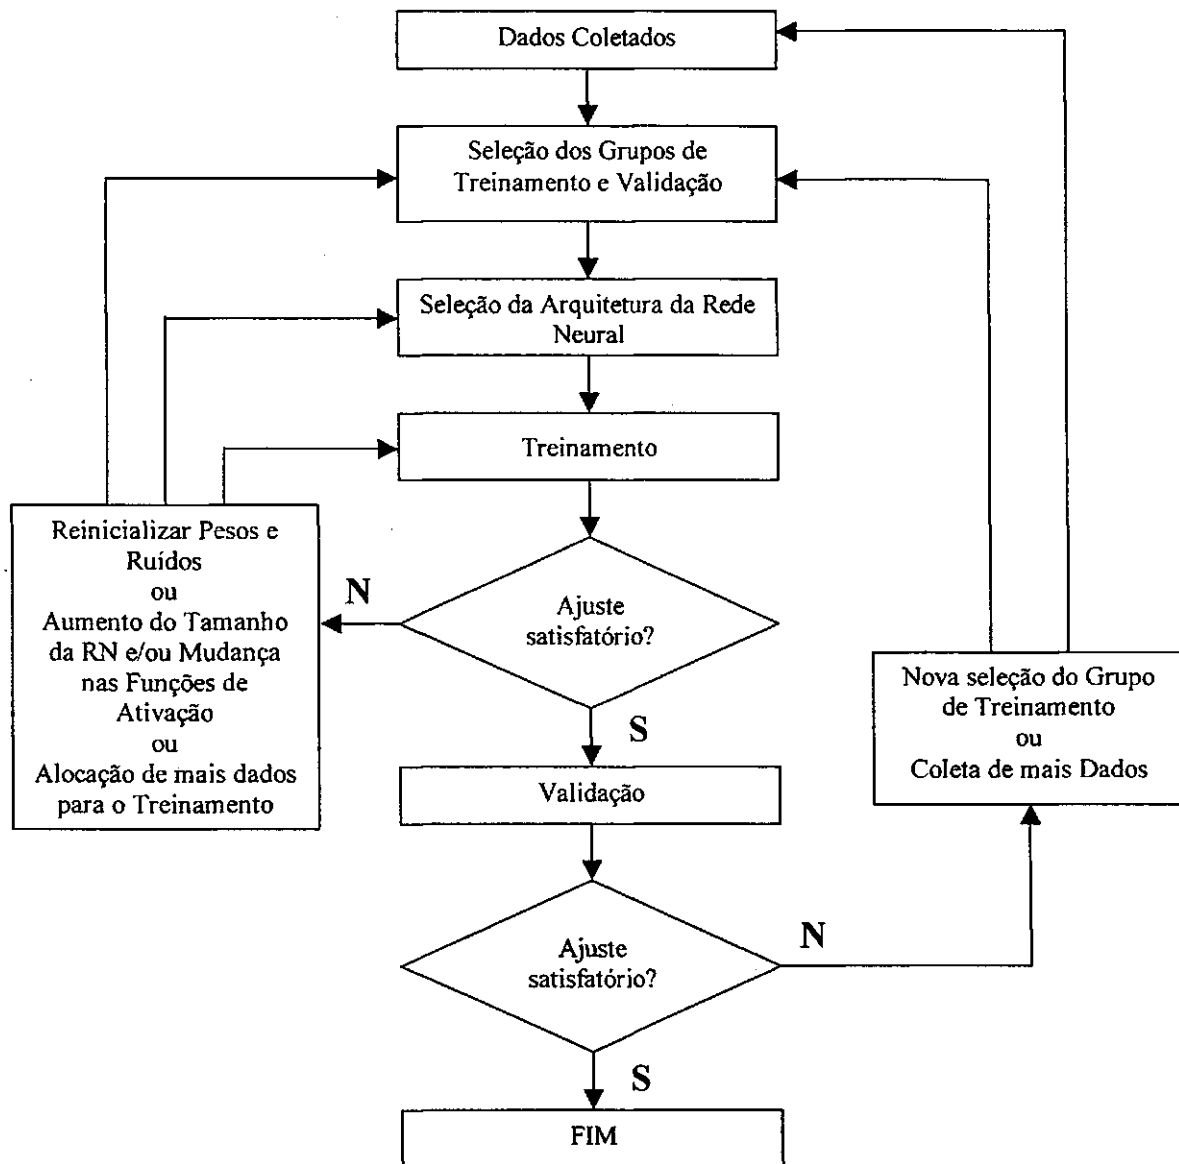 Dados Coletados
Seleção dos Grupos de
Treinamento e Validação
Seleção da Arquitetura da Rede
Neural
Treinamento
Reinicializar Pesos e
Ruídos
ou
Aumento do Tamanho
da RN e/ou Mudança
nas Funções de
Ativação
ou
Alocação de mais dados
para o Treinamento
N
Ajuste
satisfatório?
S
Nova seleção do Grupo
de Treinamento
ou
Coleta de mais Dados
Validação
Ajuste
satisfatório?
N
S
FIM